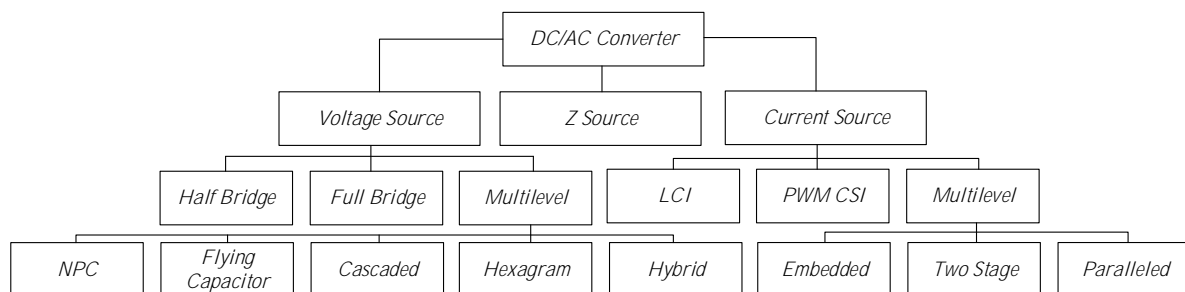 DC/AC Converter
Voltage Source
Z Source
Current Source
Half Bridge
Full Bridge
Multilevel
LCI
PWM CSI
Multilevel
NPC
Flying
Capacitor
Cascaded
Hexagram
Hybrid
Embedded
Two Stage
Paralleled